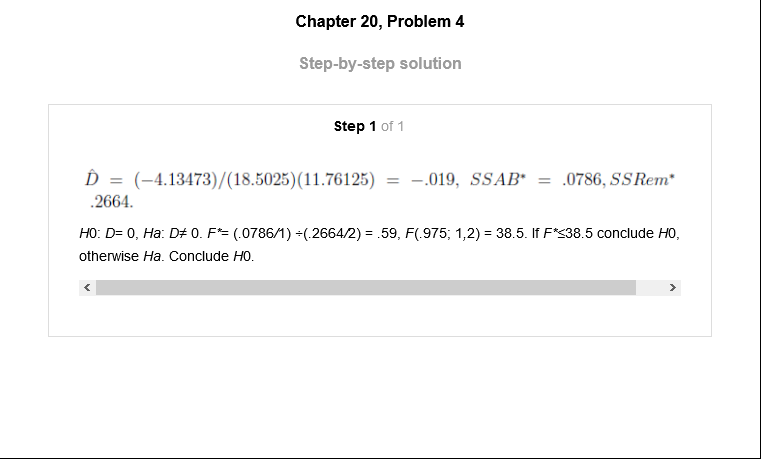 Chapter 20, Problem 4
Step-by-step solution
Step 1 of 1
D̂ = (−4.13473)/(18.5025)(11.76125) = −.019, SSAB* = .0786, SSRem*
.2664.
H0: D= 0, Ha: D≠ 0. F*= (.0786/1) ÷(.2664/2) = .59, F(.975; 1,2) = 38.5. If F*≤38.5 conclude H0,
otherwise Ha. Conclude H0.